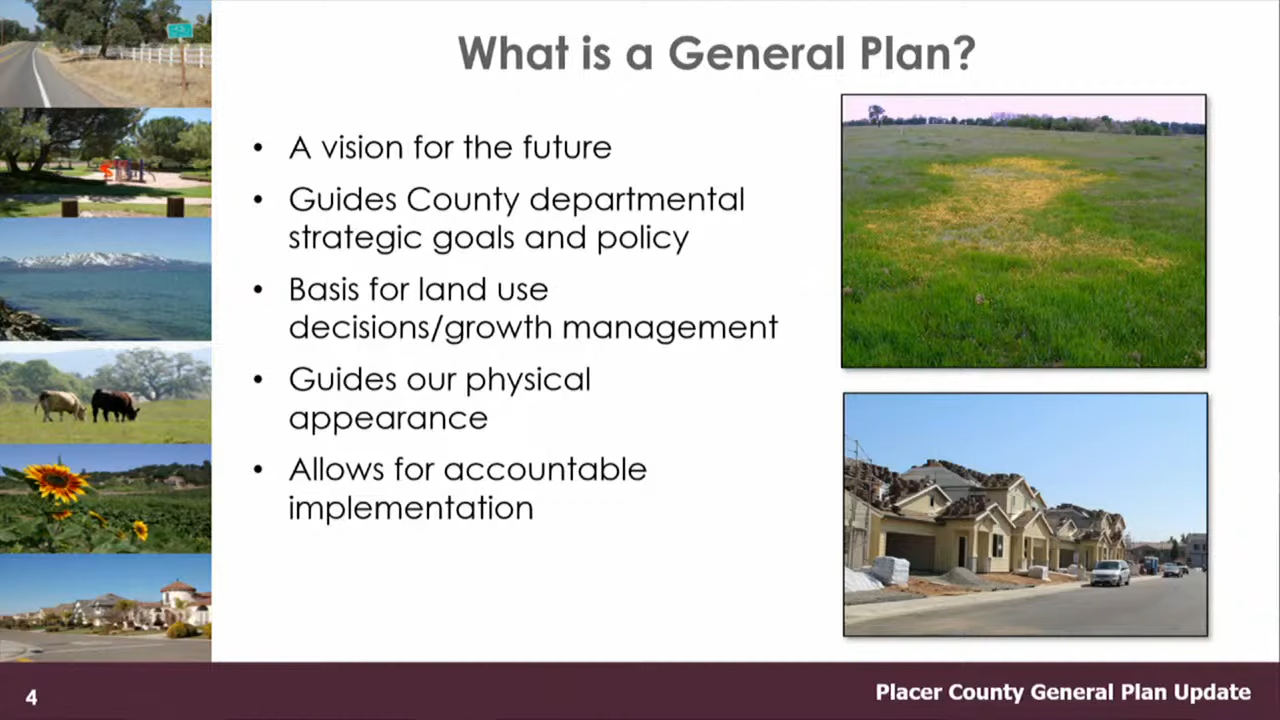 What is a General Plan?
• A vision for the future
• Guides County departmental
strategic goals and policy
• Basis for land use
decisions/growth management
• Guides our physical
appearance
• Allows for accountable
implementation
4
Placer County General Plan Update